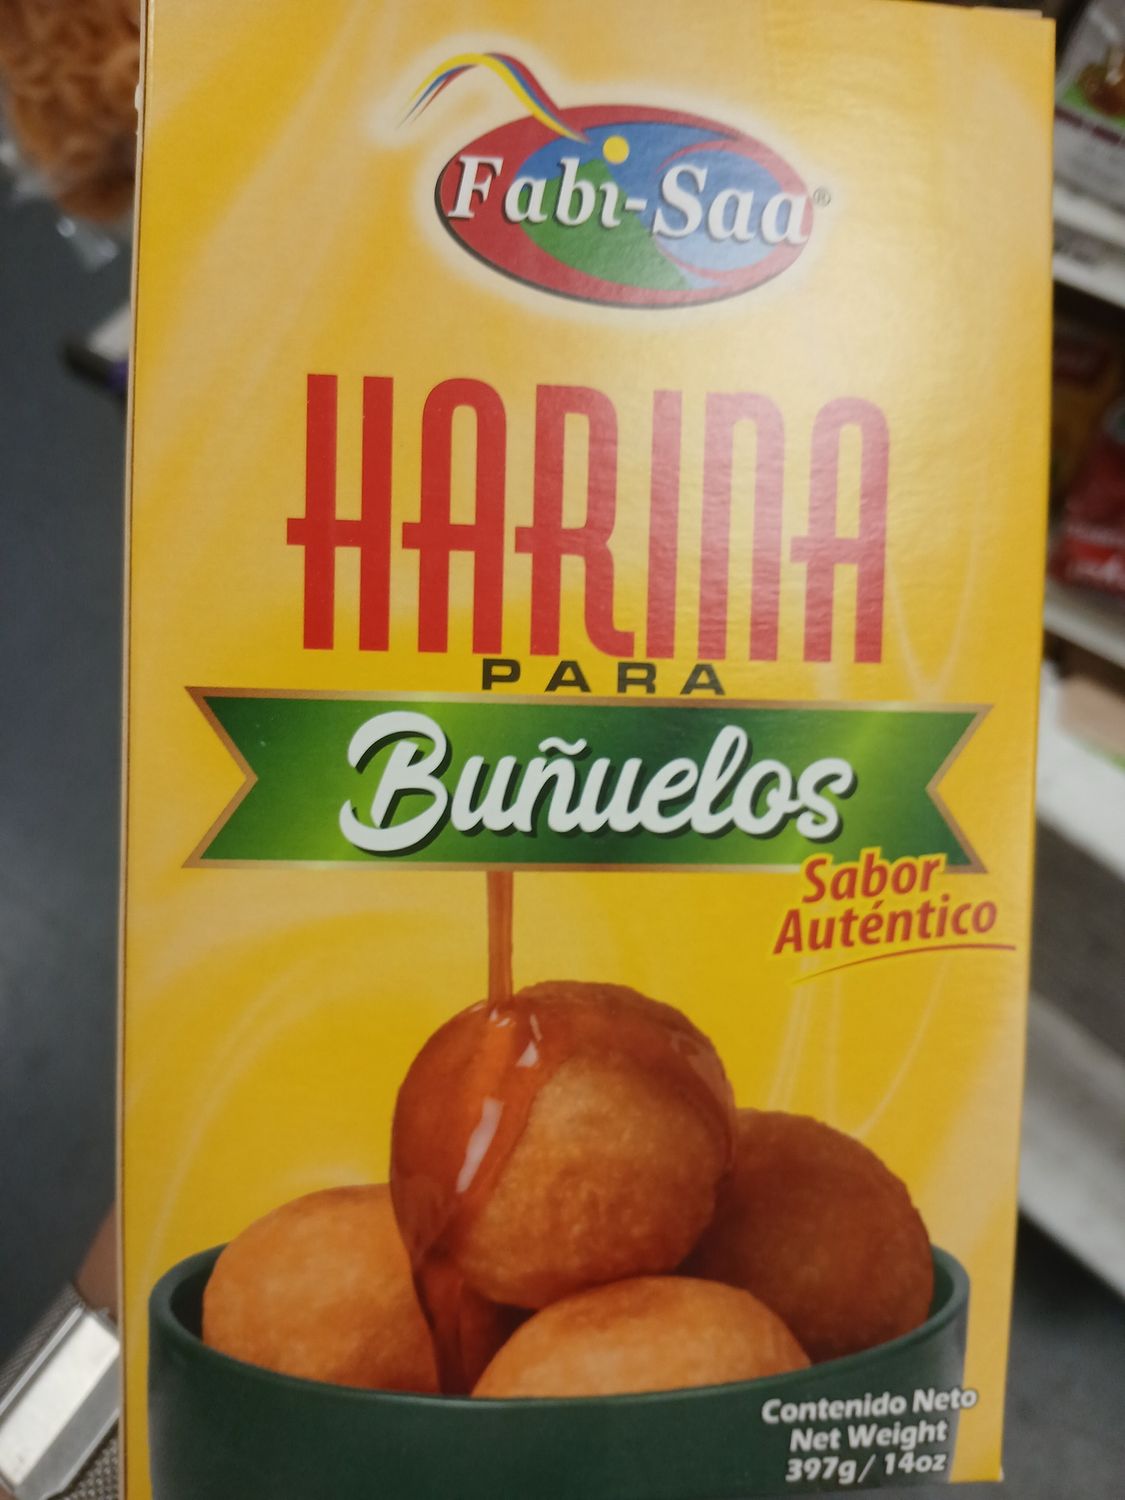 Fabi-Saa®
HARINA
PARA
Buñuelos
Sabor
Auténtico
Contenido Neto
Net Weight
397g / 14oz